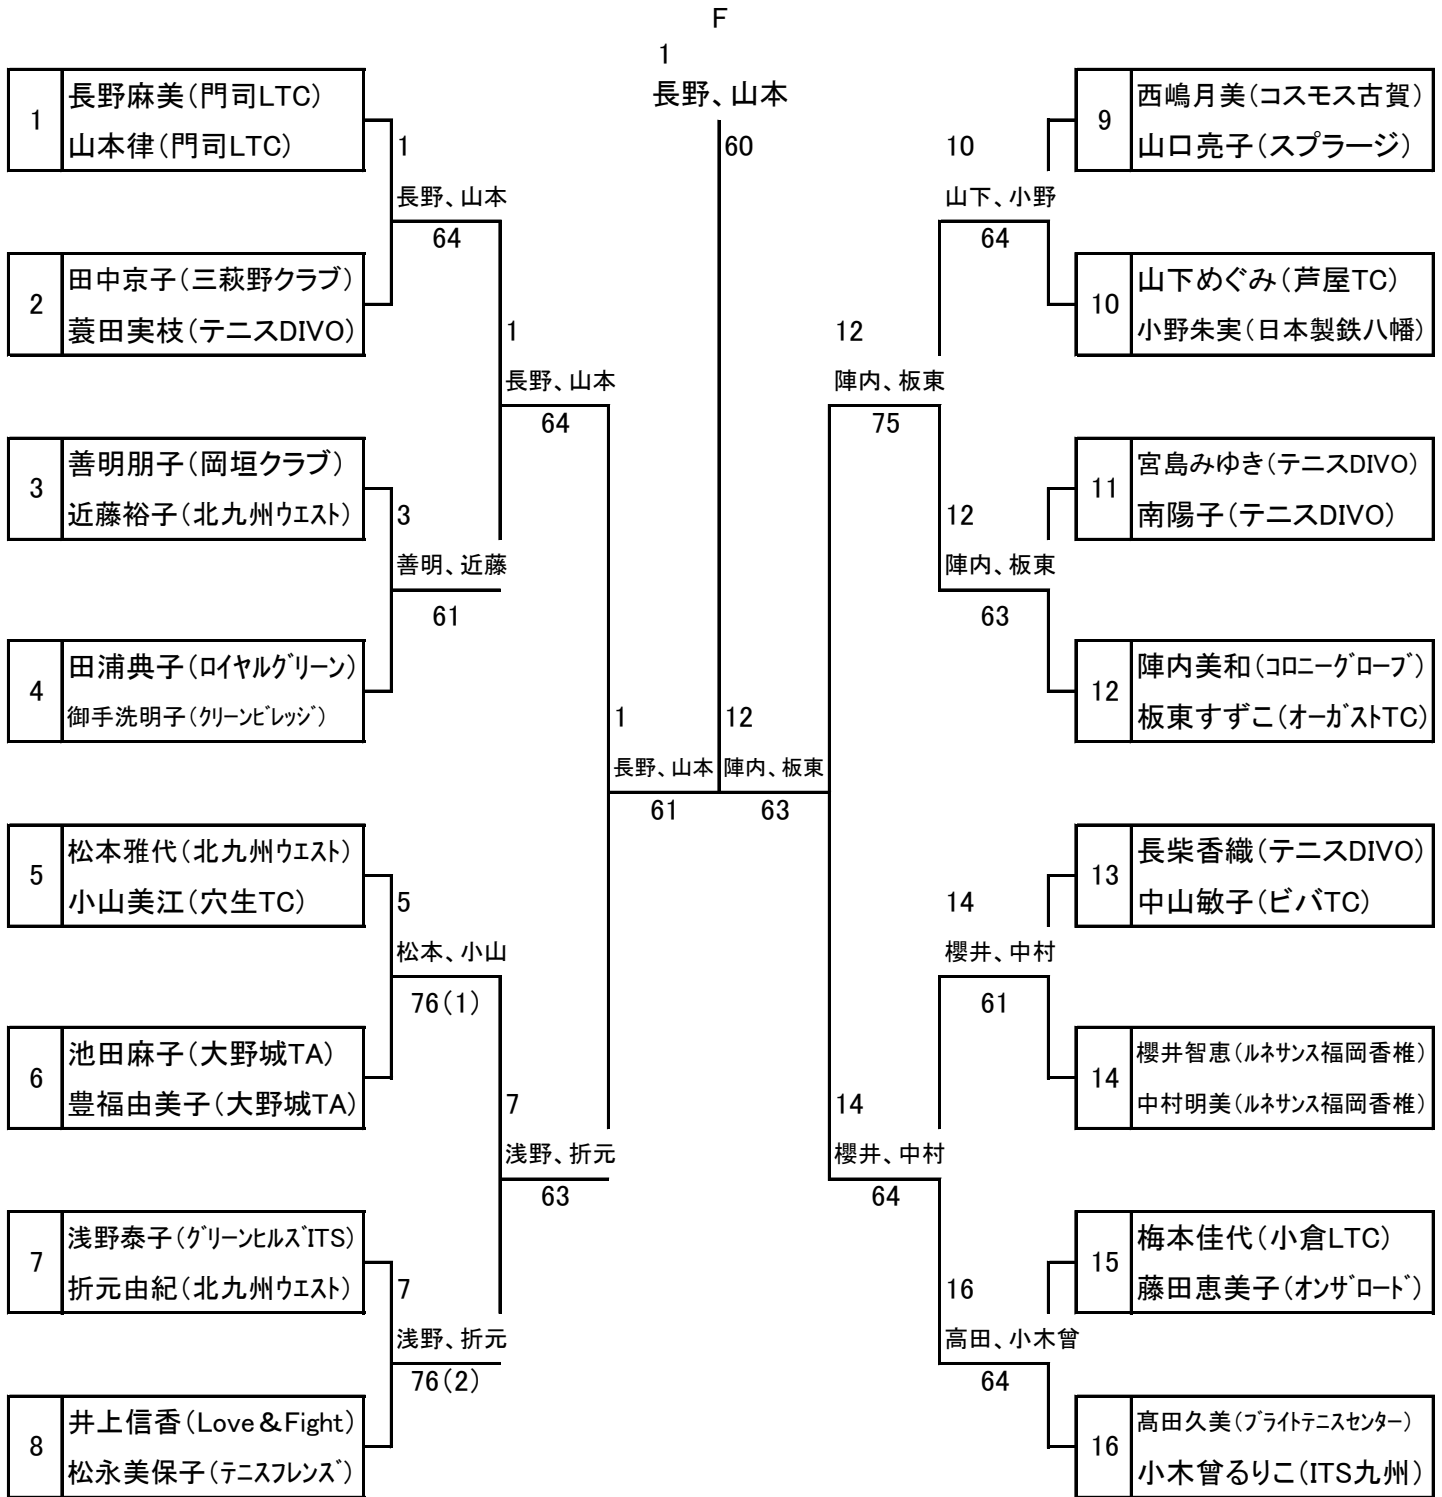 F
1
長野、山本
60
1
長野麻美(門司LTC)
山本律(門司LTC)
1
長野、山本
64
2
田中京子(三萩野クラブ)
蓑田実枝(テニスDIVO)
1
長野、山本
64
3
善明朋子(岡垣クラブ)
近藤裕子(北九州ウエスト)
3
善明、近藤
61
4
田浦典子(ロイヤルグリーン)
御手洗明子(クリーンビレッジ)
1
長野、山本
61
5
松本雅代(北九州ウエスト)
小山美江(穴生TC)
5
松本、小山
76(1)
6
池田麻子(大野城TA)
豊福由美子(大野城TA)
7
浅野、折元
63
7
浅野泰子(グリーンヒルズITS)
折元由紀(北九州ウエスト)
7
浅野、折元
76(2)
8
井上信香(Love&Fight)
松永美保子(テニスフレンズ)
9
西嶋月美(コスモス古賀)
山口亮子(スプラージ)
10
山下、小野
64
10
山下めぐみ(芦屋TC)
小野朱実(日本製鉄八幡)
12
陣内、板東
75
11
宮島みゆき(テニスDIVO)
南陽子(テニスDIVO)
12
陣内、板東
63
12
陣内美和(コロニーグローブ)
板東すずこ(オーガストTC)
12
陣内、板東
63
13
長柴香織(テニスDIVO)
中山敏子(ビバTC)
14
櫻井、中村
61
14
櫻井智恵(ルネサンス福岡香椎)
中村明美(ルネサンス福岡香椎)
14
櫻井、中村
64
15
梅本佳代(小倉LTC)
藤田恵美子(オンザロード)
16
高田、小木曾
64
16
髙田久美(ブライトテニスセンター)
小木曾るりこ(ITS九州)